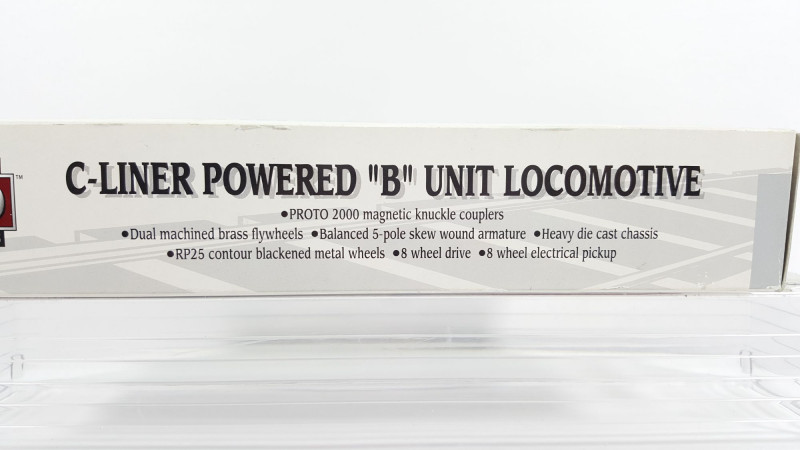 ™
C-LINER POWERED "B" UNIT LOCOMOTIVE
●PROTO 2000 magnetic knuckle couplers
●Dual machined brass flywheels ●Balanced 5-pole skew wound armature ●Heavy die cast chassis
●RP25 contour blackened metal wheels ●8 wheel drive ●8 wheel electrical pickup